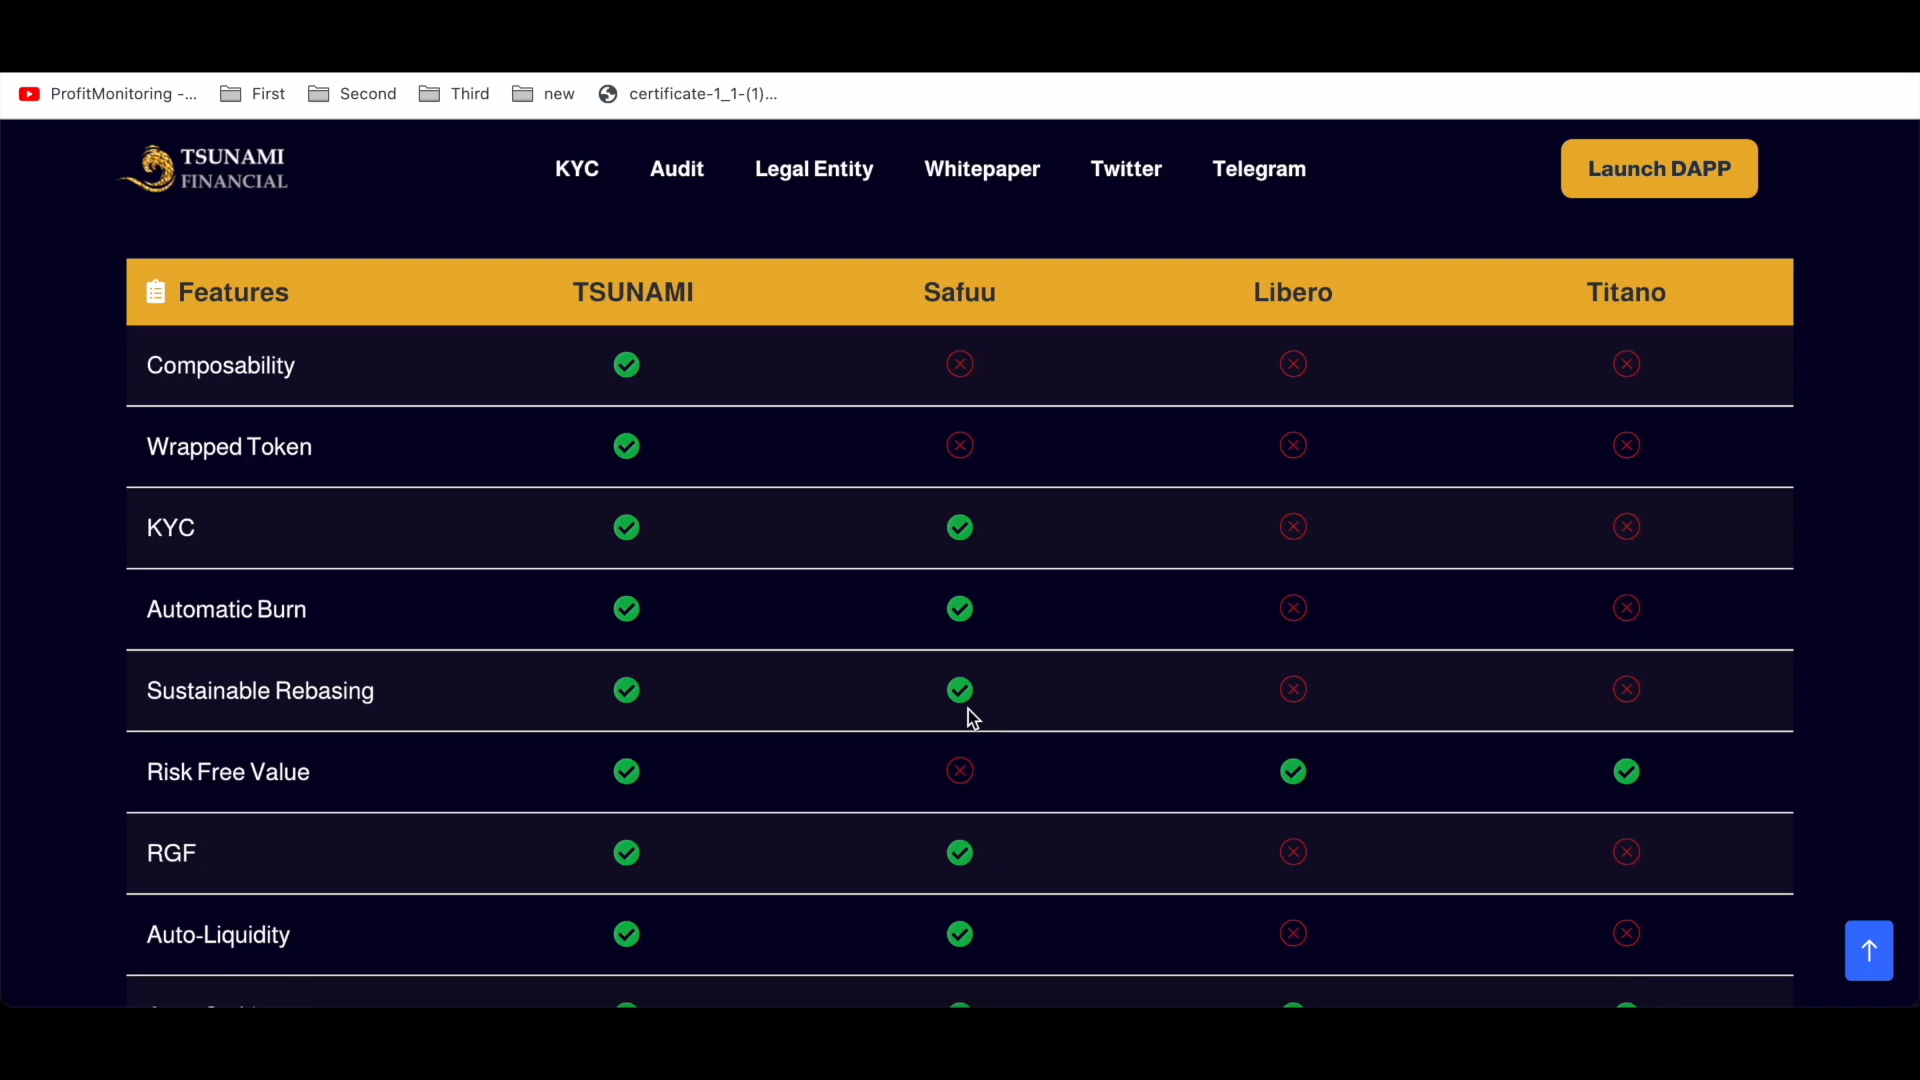 ProfitMonitoring -...
First
Second
Third
new
certificate-1_1-(1)...
TSUNAMI
FINANCIAL
KYC
Audit
Legal Entity
Whitepaper
Twitter
Telegram
Launch DAPP
Features TSUNAMI Safuu Libero Titano
Composability
Wrapped Token
KYC
Automatic Burn
Sustainable Rebasing
Risk Free Value
RGF
Auto-Liquidity